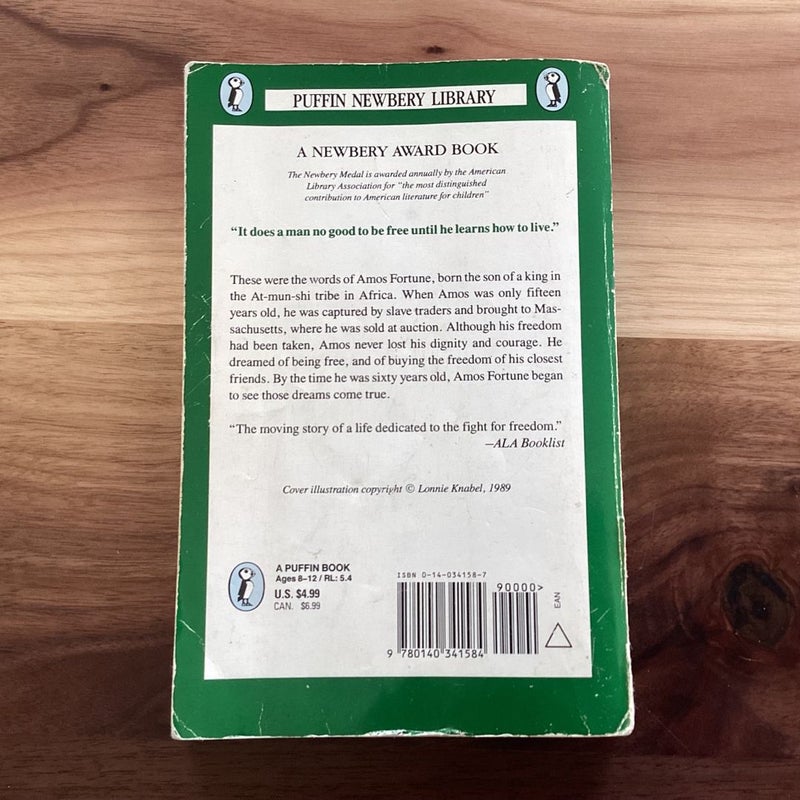 PUFFIN NEWBERY LIBRARY
A NEWBERY AWARD BOOK
The Newbery Medal is awarded annually by the American
Library Association for "the most distinguished
contribution to American literature for children"
“It does a man no good to be free until he learns how to live.”
These were the words of Amos Fortune, born the son of a king in
the At-mun-shi tribe in Africa. When Amos was only fifteen
years old, he was captured by slave traders and brought to Mas-
sachusetts, where he was sold at auction. Although his freedom
had been taken, Amos never lost his dignity and courage. He
dreamed of being free, and of buying the freedom of his closest
friends. By the time he was sixty years old, Amos Fortune began
to see those dreams come true.
“The moving story of a life dedicated to the fight for freedom.”
—ALA Booklist
Cover illustration copyright © Lonnie Knabel, 1989
A PUFFIN BOOK
Ages 8–12 / RL: 5.4
U.S. $4.99
CAN. $6.99
ISBN 0-14-034158-7
90000>
EAN
9 780140 341584